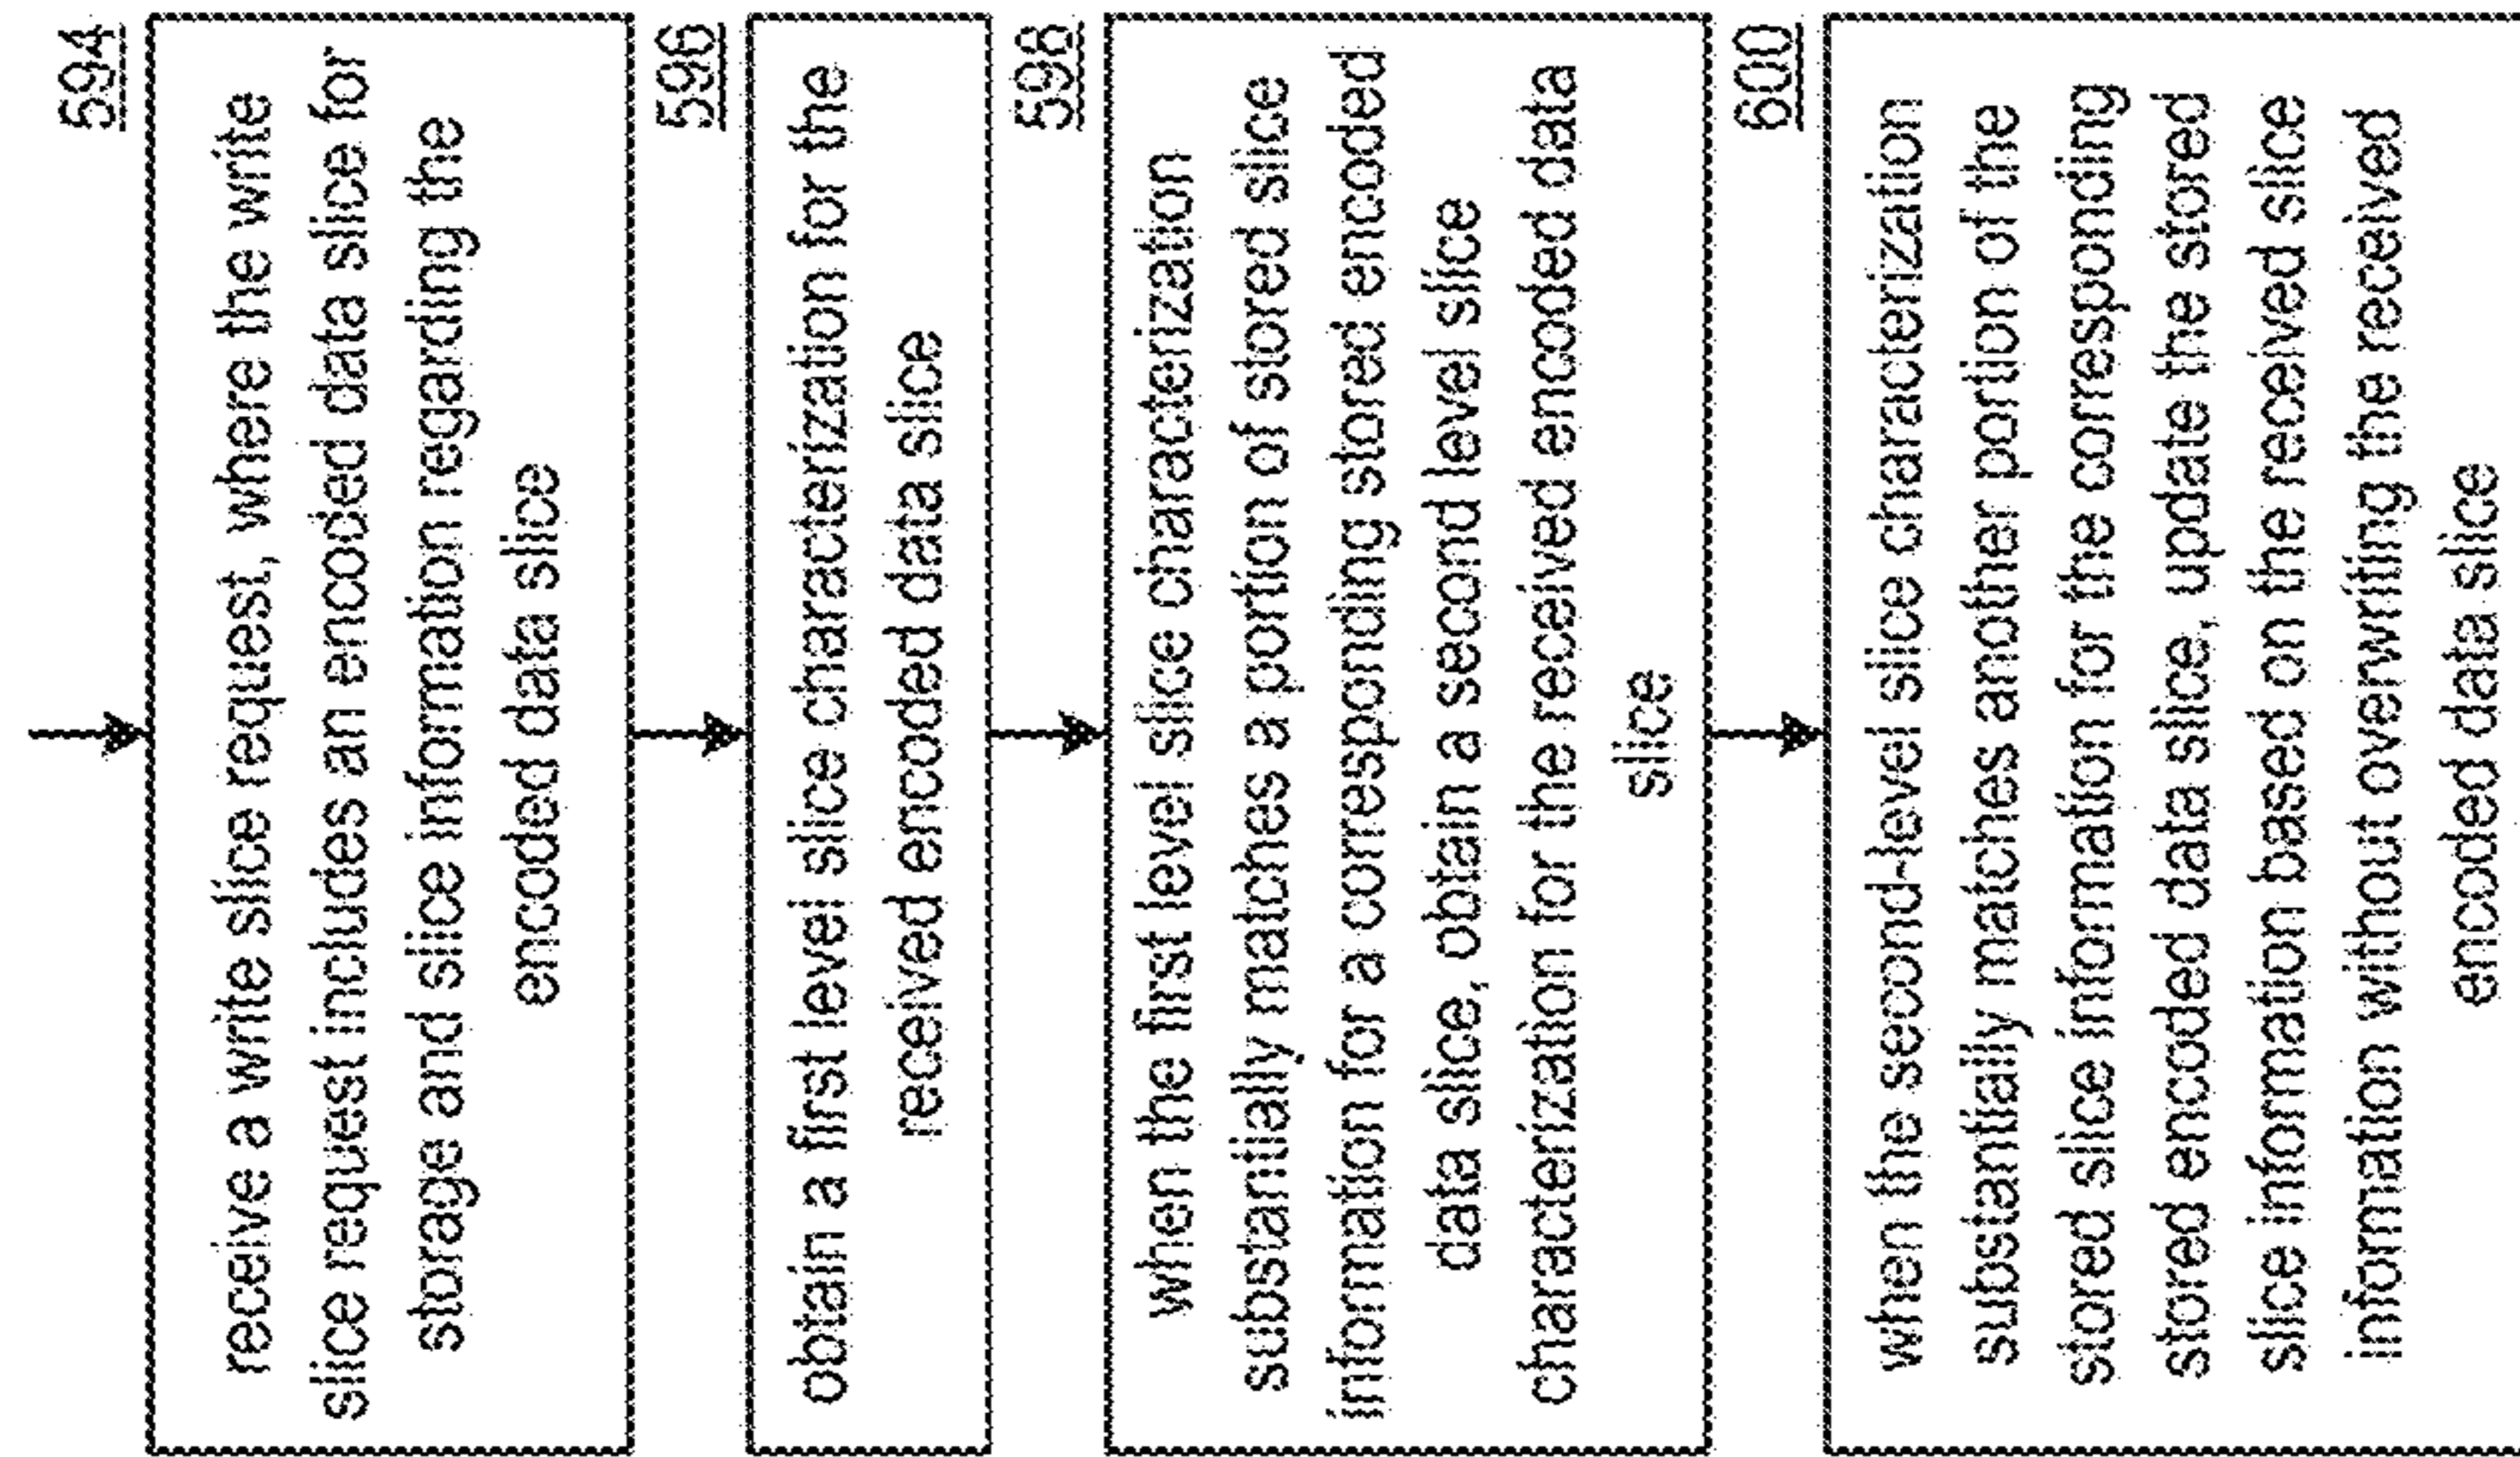 594
receive a write slice request, where the write
slice request includes an encoded data slice for
storage and slice information regarding the
encoded data slice
596
obtain a first level slice characterization for the
received encoded data slice
598
when the first level slice characterization
substantially matches a portion of stored slice
information for a corresponding stored encoded
data slice, obtain a second level slice
characterization for the received encoded data
slice
600
when the second-level slice characterization
substantially matches another portion of the
stored slice information for the corresponding
stored encoded data slice, update the stored
slice information based on the received slice
information without overwriting the received
encoded data slice